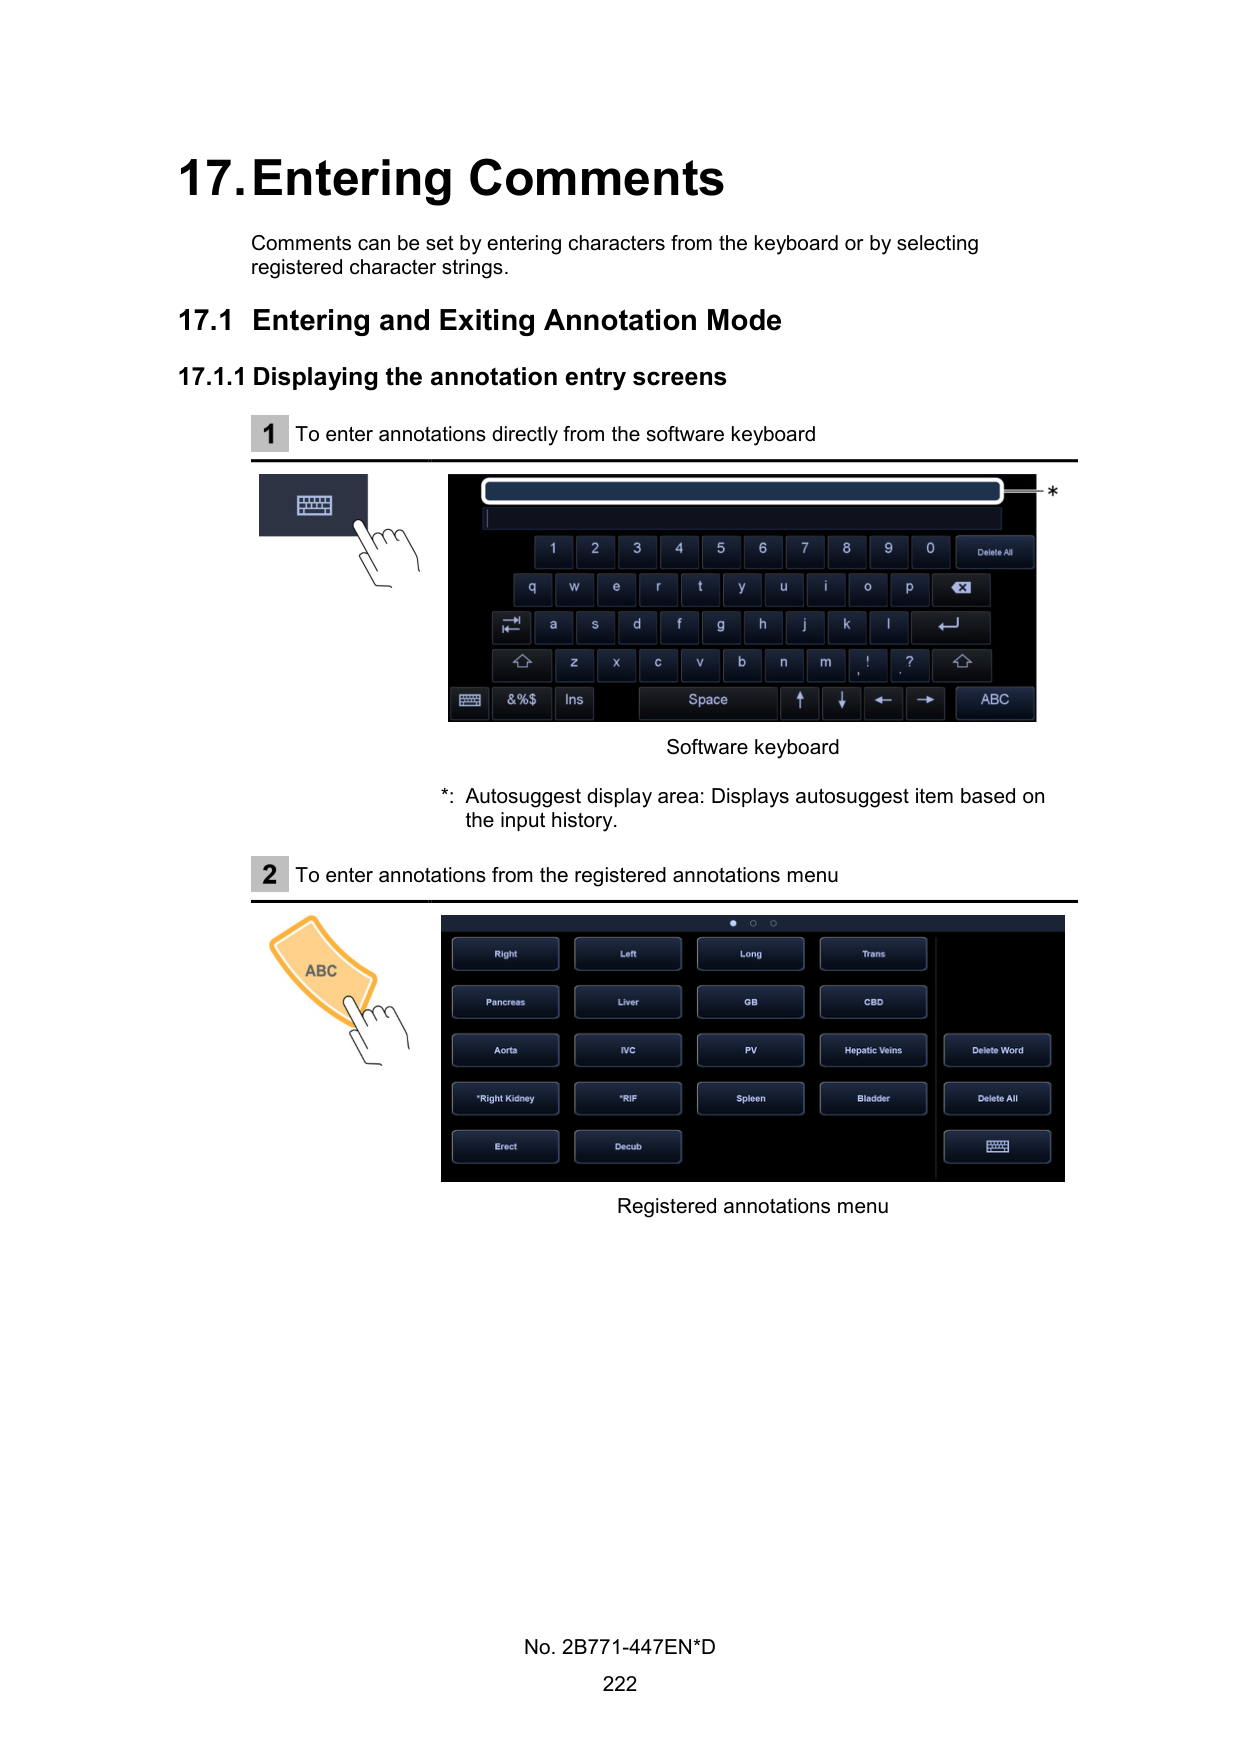 17. Entering Comments
Comments can be set by entering characters from the keyboard or by selecting
registered character strings.
17.1 Entering and Exiting Annotation Mode
17.1.1 Displaying the annotation entry screens
1 To enter annotations directly from the software keyboard
*
1 2 3 4 5 6 7 8 9 0 Delete All
q w e r t y u i o p
a s d f g h j k l
z x c v b n m , ! . ?
&%$ Ins Space ABC
Software keyboard
*: Autosuggest display area: Displays autosuggest item based on
the input history.
2 To enter annotations from the registered annotations menu
ABC
Right Left Long Trans
Pancreas Liver GB CBD
Aorta IVC PV Hepatic Veins Delete Word
*Right Kidney *RIF Spleen Bladder Delete All
Erect Decub
Registered annotations menu
No. 2B771-447EN*D
222